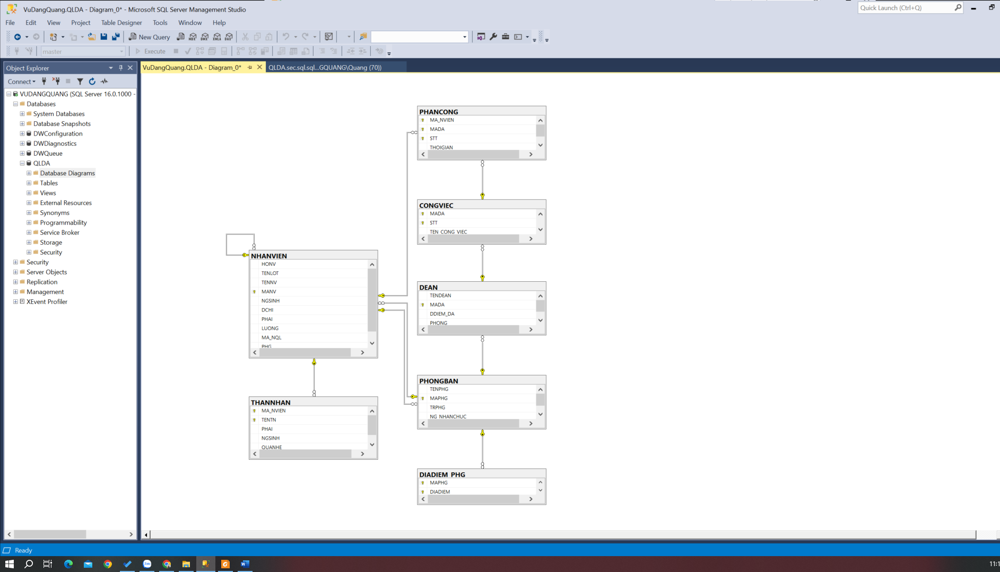 VuDangQuang.QLDA - Diagram_0* - Microsoft SQL Server Management Studio
Quick Launch (Ctrl+Q)
File Edit View Project Table Designer Tools Window Help
New Query MDX DMX XMLA DAX
master Execute
Object Explorer
VuDangQuang.QLDA - Diagram_0* QLDA.sec.sql.sql...GQUANG\Quang (70))
Connect
VUDANGQUANG (SQL Server 16.0.1000 -
Databases
System Databases
Database Snapshots
DWConfiguration
DWDiagnostics
DWQueue
QLDA
Database Diagrams
Tables
Views
External Resources
Synonyms
Programmability
Service Broker
Storage
Security
Security
Server Objects
Replication
Management
XEvent Profiler
PHANCONG
MA_NVIEN
MADA
STT
THOIGIAN
CONGVIEC
MADA
STT
TEN_CONG_VIEC
NHANVIEN
HONV
TENLOT
TENNV
MANV
NGSINH
DCHI
PHAI
LUONG
MA_NQL
PHG
DEAN
TENDEAN
MADA
DDIEM_DA
PHONG
THANNHAN
MA_NVIEN
TENTN
PHAI
NGSINH
QUANHE
PHONGBAN
TENPHG
MAPHG
TRPHG
NG_NHANCHUC
DIADIEM_PHG
MAPHG
DIADIEM
Ready
Zalo
11:1